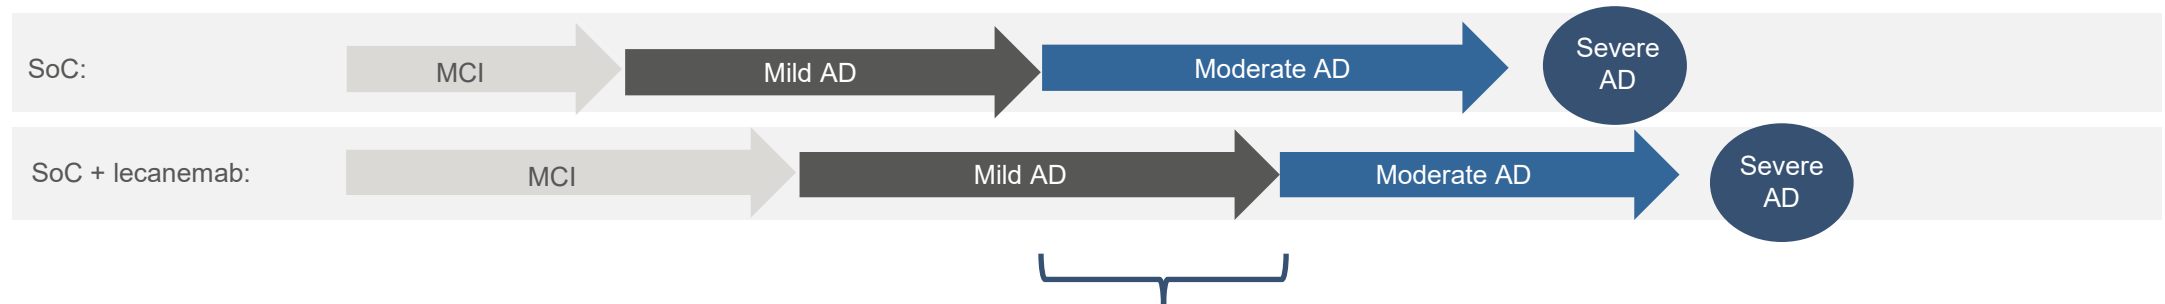 SoC:
MCI
Mild AD
Moderate AD
Severe
AD
SoC + lecanemab:
MCI
Mild AD
Moderate AD
Severe
AD